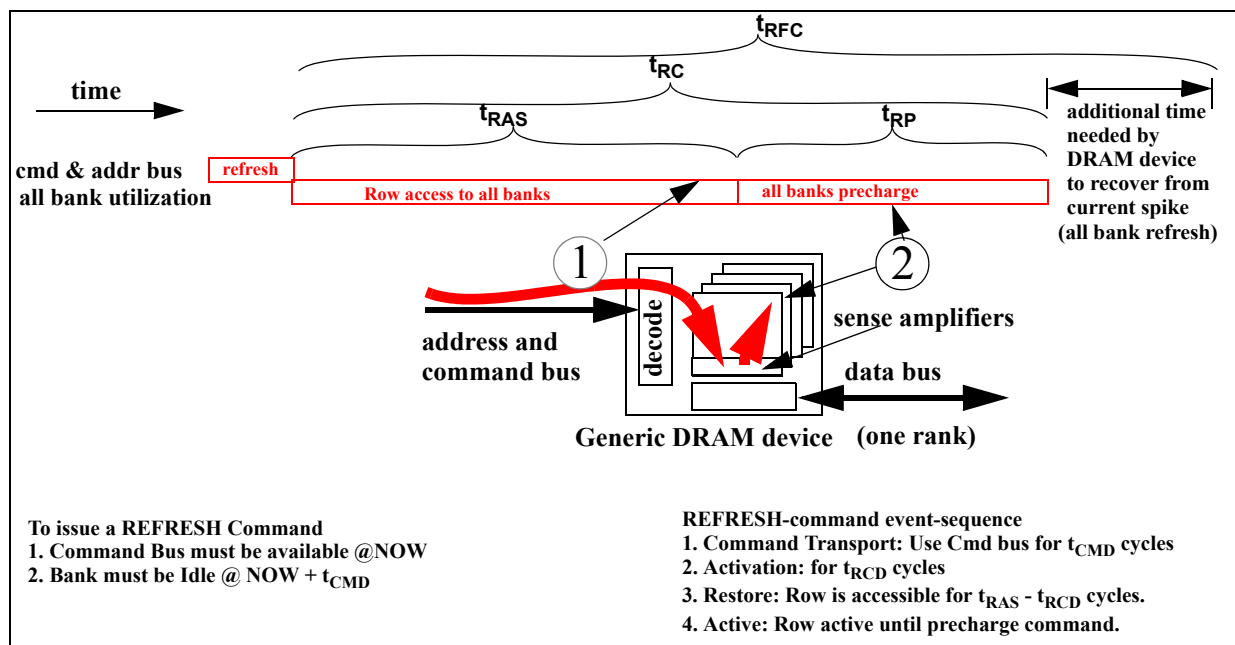 tRFC
tRC
time
tRAS
tRP
additional time
needed by
DRAM device
to recover from
current spike
(all bank refresh)
cmd & addr bus
refresh
all bank utilization
Row access to all banks
all banks precharge
1
2
decode
sense amplifiers
address and
command bus
data bus
Generic DRAM device
(one rank)
To issue a REFRESH Command
1. Command Bus must be available @NOW
2. Bank must be Idle @ NOW + tCMD
REFRESH-command event-sequence
1. Command Transport: Use Cmd bus for tCMD cycles
2. Activation: for tRCD cycles
3. Restore: Row is accessible for tRAS - tRCD cycles.
4. Active: Row active until precharge command.